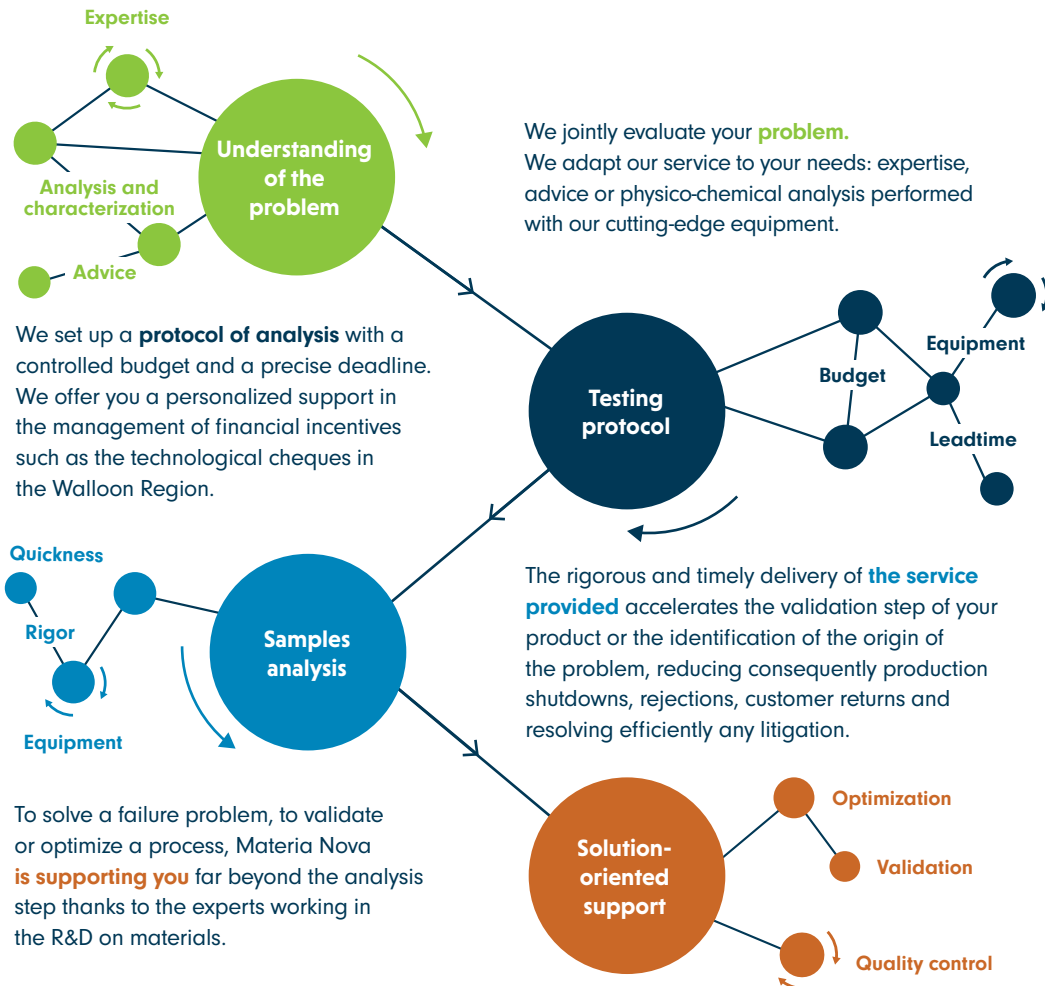 Expertise
Understanding
of the
problem
Analysis and
characterization
Advice
We jointly evaluate your problem.
We adapt our service to your needs: expertise,
advice or physico-chemical analysis performed
with our cutting-edge equipment.
We set up a protocol of analysis with a
controlled budget and a precise deadline.
We offer you a personalized support in
the management of financial incentives
such as the technological cheques in
the Walloon Region.
Testing
protocol
Budget
Equipment
Leadtime
Quickness
Rigor
Equipment
Samples
analysis
The rigorous and timely delivery of the service
provided accelerates the validation step of your
product or the identification of the origin of
the problem, reducing consequently production
shutdowns, rejections, customer returns and
resolving efficiently any litigation.
To solve a failure problem, to validate
or optimize a process, Materia Nova
is supporting you far beyond the analysis
step thanks to the experts working in
the R&D on materials.
Solution-
oriented
support
Optimization
Validation
Quality control